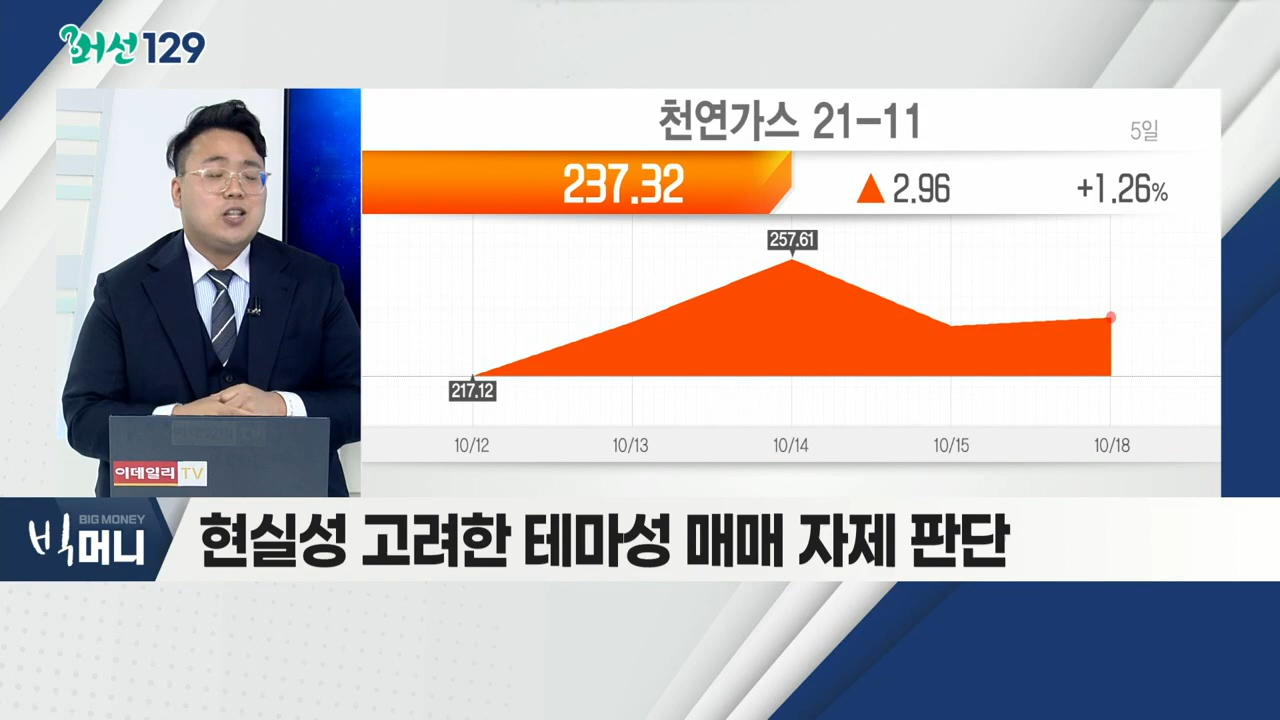 머선129
천연가스 21-11
5일
237.32
▲2.96
+1.26%
257.61
217.12
10/12
10/13
10/14
10/15
10/18
이데일리TV
BIG MONEY
빅머니
현실성 고려한 테마성 매매 자제 판단